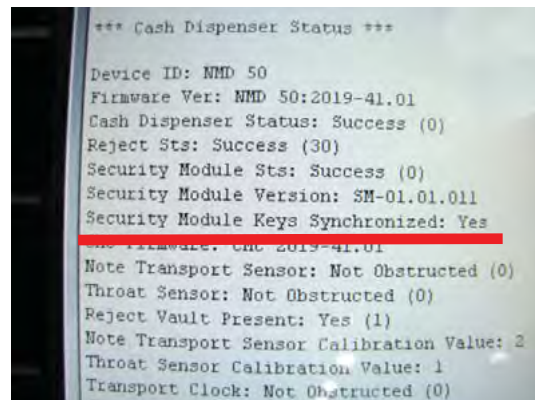 *** Cash Dispenser Status ***
Device ID: NMD 50
Firmware Ver: NMD 50:2019-41.01
Cash Dispenser Status: Success (0)
Reject Sts: Success (30)
Security Module Sts: Success (0)
Security Module Version: SM-01.01.011
Security Module Keys Synchronized: Yes
Firmware: CMC 2019-41.01
Note Transport Sensor: Not Obstructed (0)
Throat Sensor: Not Obstructed (0)
Reject Vault Present: Yes (1)
Note Transport Sensor Calibration Value: 2
Throat Sensor Calibration Value: 1
Transport Clock: Not Obstructed (0)